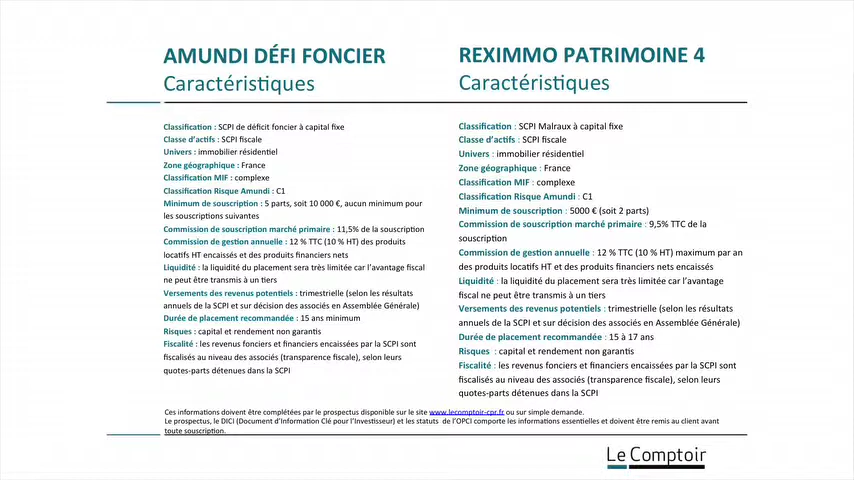 AMUNDI DÉFI FONCIER
Caractéristiques
Classification : SCPI de déficit foncier à capital fixe
Classe d'actifs : SCPI fiscale
Univers : immobilier résidentiel
Zone géographique : France
Classification MIF : complexe
Classification Risque Amundi : C1
Minimum de souscription : 5 parts, soit 10 000 €, aucun minimum pour
les souscriptions suivantes
Commission de souscription marché primaire : 11,5% de la souscription
Commission de gestion annuelle : 12 % TTC (10 % HT) des produits
locatifs HT encaissés et des produits financiers nets
Liquidité : la liquidité du placement sera très limitée car l'avantage fiscal
ne peut être transmis à un tiers
Versements des revenus potentiels : trimestrielle (selon les résultats
annuels de la SCPI et sur décision des associés en Assemblée Générale)
Durée de placement recommandée : 15 ans minimum
Risques : capital et rendement non garantis
Fiscalité : les revenus fonciers et financiers encaissées par la SCPI sont
fiscalisés au niveau des associés (transparence fiscale), selon leurs
quotes-parts détenues dans la SCPI
REXIMMO PATRIMOINE 4
Caractéristiques
Classification : SCPI Malraux à capital fixe
Classe d'actifs : SCPI fiscale
Univers : immobilier résidentiel
Zone géographique : France
Classification MIF : complexe
Classification Risque Amundi : C1
Minimum de souscription : 5000 € (soit 2 parts)
Commission de souscription marché primaire : 9,5% TTC de la
souscription
Commission de gestion annuelle : 12 % TTC (10 % HT) maximum par an
des produits locatifs HT et des produits financiers nets encaissés
Liquidité : la liquidité du placement sera très limitée car l'avantage
fiscal ne peut être transmis à un tiers
Versements des revenus potentiels : trimestrielle (selon les résultats
annuels de la SCPI et sur décision des associés en Assemblée Générale)
Durée de placement recommandée : 15 à 17 ans
Risques : capital et rendement non garantis
Fiscalité : les revenus fonciers et financiers encaissées par la SCPI sont
fiscalisés au niveau des associés (transparence fiscale), selon leurs
quotes-parts détenues dans la SCPI
Ces informations doivent être complétées par le prospectus disponible sur le site www.lecomptoir-cpr.fr ou sur simple demande.
Le prospectus, le DICI (Document d'Information Clé pour l'Investisseur) et les statuts de l'OPCI comporte les informations essentielles et doivent être remis au client avant
toute souscription.
Le Comptoir